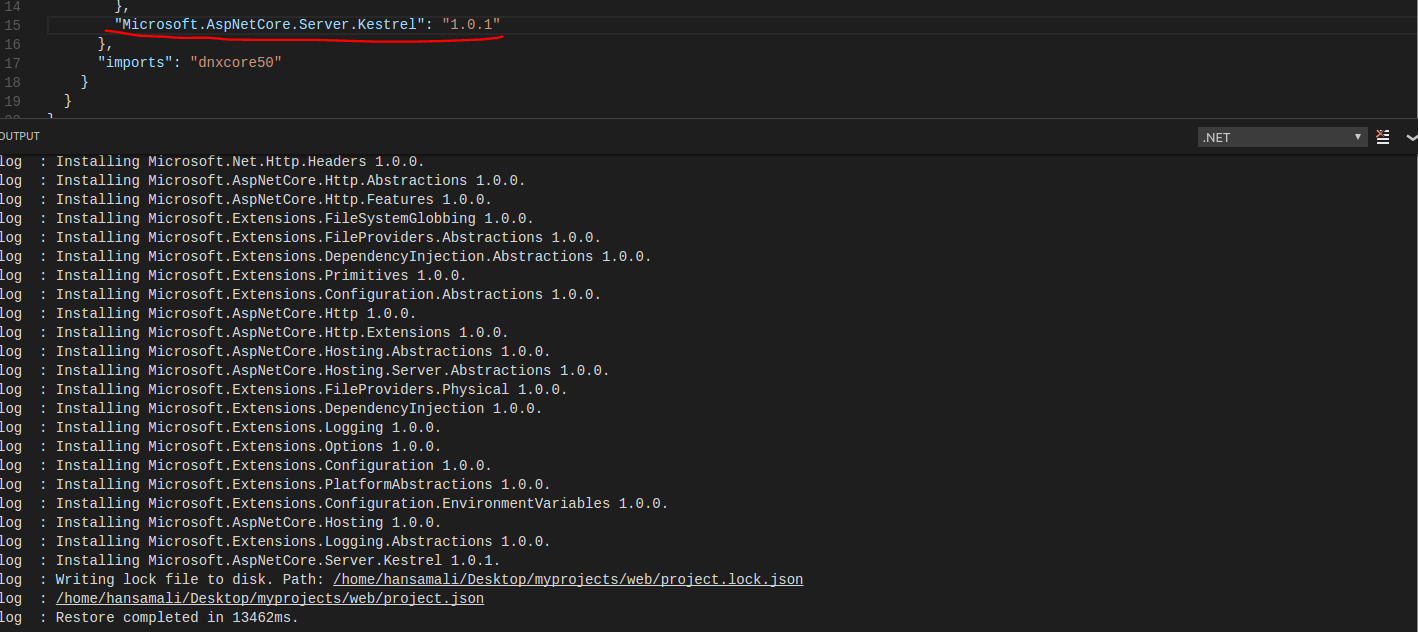 14 },
15 "Microsoft.AspNetCore.Server.Kestrel": "1.0.1"
16 },
17 "imports": "dnxcore50"
18 }
19 }
20 }
OUTPUT
.NET
log : Installing Microsoft.Net.Http.Headers 1.0.0.
log : Installing Microsoft.AspNetCore.Http.Abstractions 1.0.0.
log : Installing Microsoft.AspNetCore.Http.Features 1.0.0.
log : Installing Microsoft.Extensions.FileSystemGlobbing 1.0.0.
log : Installing Microsoft.Extensions.FileProviders.Abstractions 1.0.0.
log : Installing Microsoft.Extensions.DependencyInjection.Abstractions 1.0.0.
log : Installing Microsoft.Extensions.Primitives 1.0.0.
log : Installing Microsoft.Extensions.Configuration.Abstractions 1.0.0.
log : Installing Microsoft.AspNetCore.Http 1.0.0.
log : Installing Microsoft.AspNetCore.Http.Extensions 1.0.0.
log : Installing Microsoft.AspNetCore.Hosting.Abstractions 1.0.0.
log : Installing Microsoft.AspNetCore.Hosting.Server.Abstractions 1.0.0.
log : Installing Microsoft.Extensions.FileProviders.Physical 1.0.0.
log : Installing Microsoft.Extensions.DependencyInjection 1.0.0.
log : Installing Microsoft.Extensions.Logging 1.0.0.
log : Installing Microsoft.Extensions.Options 1.0.0.
log : Installing Microsoft.Extensions.Configuration 1.0.0.
log : Installing Microsoft.Extensions.PlatformAbstractions 1.0.0.
log : Installing Microsoft.Extensions.Configuration.EnvironmentVariables 1.0.0.
log : Installing Microsoft.AspNetCore.Hosting 1.0.0.
log : Installing Microsoft.Extensions.Logging.Abstractions 1.0.0.
log : Installing Microsoft.AspNetCore.Server.Kestrel 1.0.1.
log : Writing lock file to disk. Path: /home/hansamali/Desktop/myprojects/web/project.lock.json
log : /home/hansamali/Desktop/myprojects/web/project.json
log : Restore completed in 13462ms.